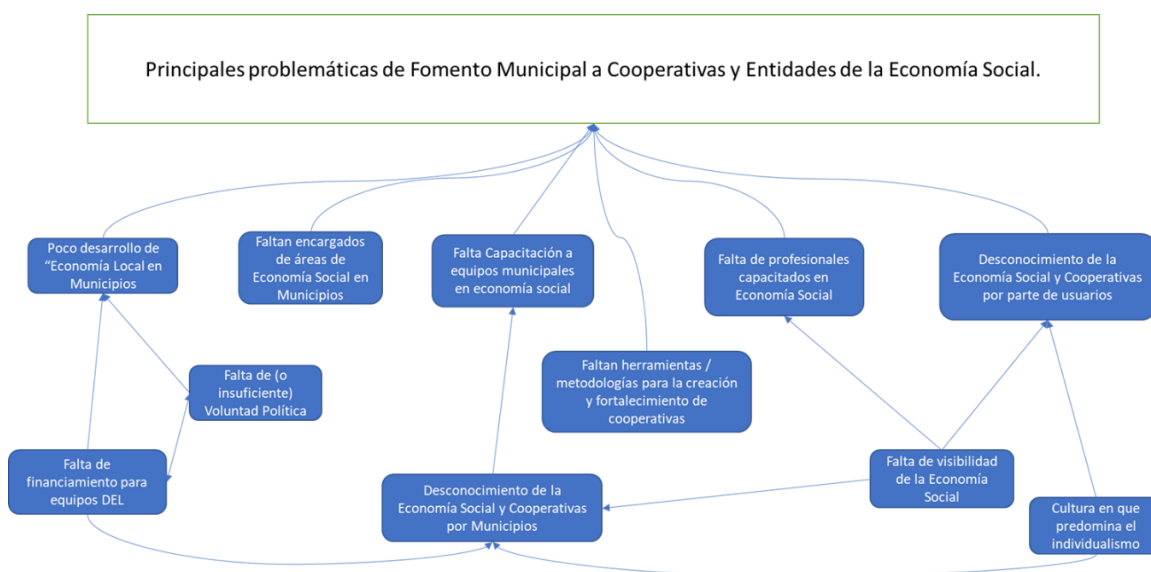 Principales problemáticas de Fomento Municipal a Cooperativas y Entidades de la Economía Social.
Poco desarrollo de
“Economía Local en
Municipios
Faltan encargados
de áreas de
Economía Social en
Municipios
Falta Capacitación a
equipos municipales
en economía social
Falta de profesionales
capacitados en
Economía Social
Desconocimiento de la
Economía Social y Cooperativas
por parte de usuarios
Falta de (o
insuficiente)
Voluntad Política
Faltan herramientas /
metodologías para la creación
y fortalecimiento de
cooperativas
Falta de
financiamiento para
equipos DEL
Desconocimiento de la
Economía Social y Cooperativas
por Municipios
Falta de visibilidad
de la Economía
Social
Cultura en que
predomina el
individualismo